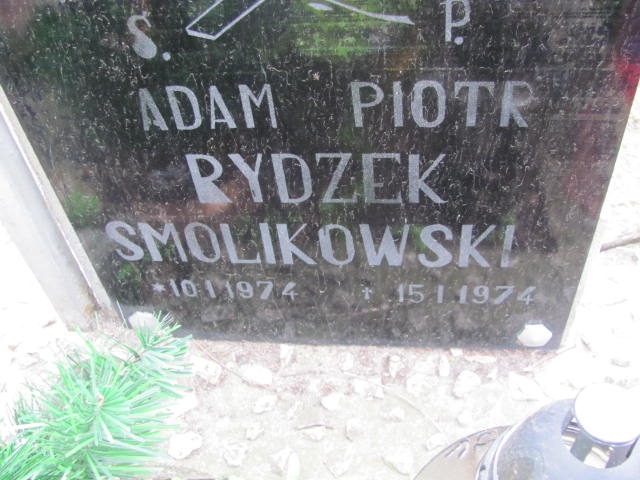 S. P.
ADAM PIOTR
RYDZEK
SMOLIKOWSKI
*10.I.1974 + 15.I.1974